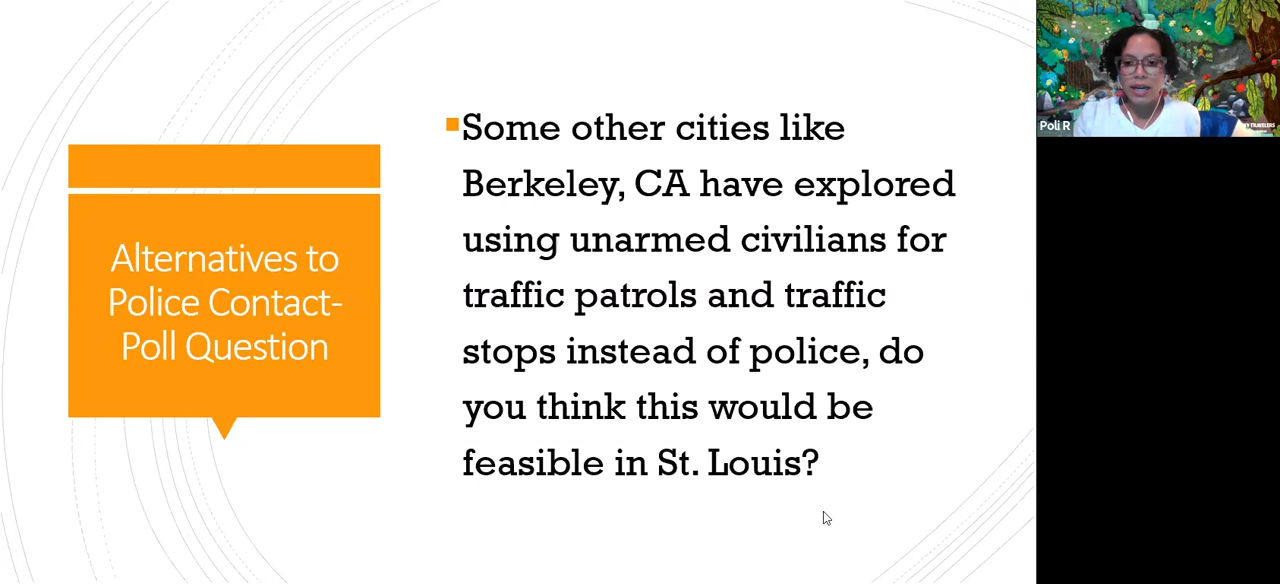 Alternatives to
Police Contact-
Poll Question
Some other cities like
Berkeley, CA have explored
using unarmed civilians for
traffic patrols and traffic
stops instead of police, do
you think this would be
feasible in St. Louis?
Poli R
TRAVELERS